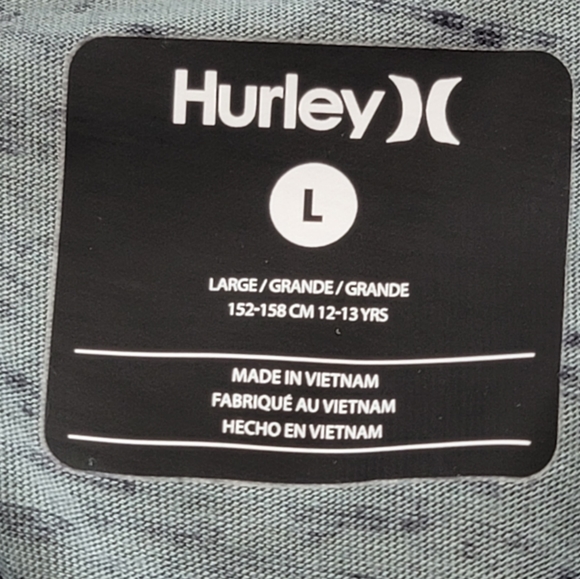 Hurley
L
LARGE / GRANDE / GRANDE
152-158 CM 12-13 YRS
MADE IN VIETNAM
FABRIQUÉ AU VIETNAM
HECHO EN VIETNAM